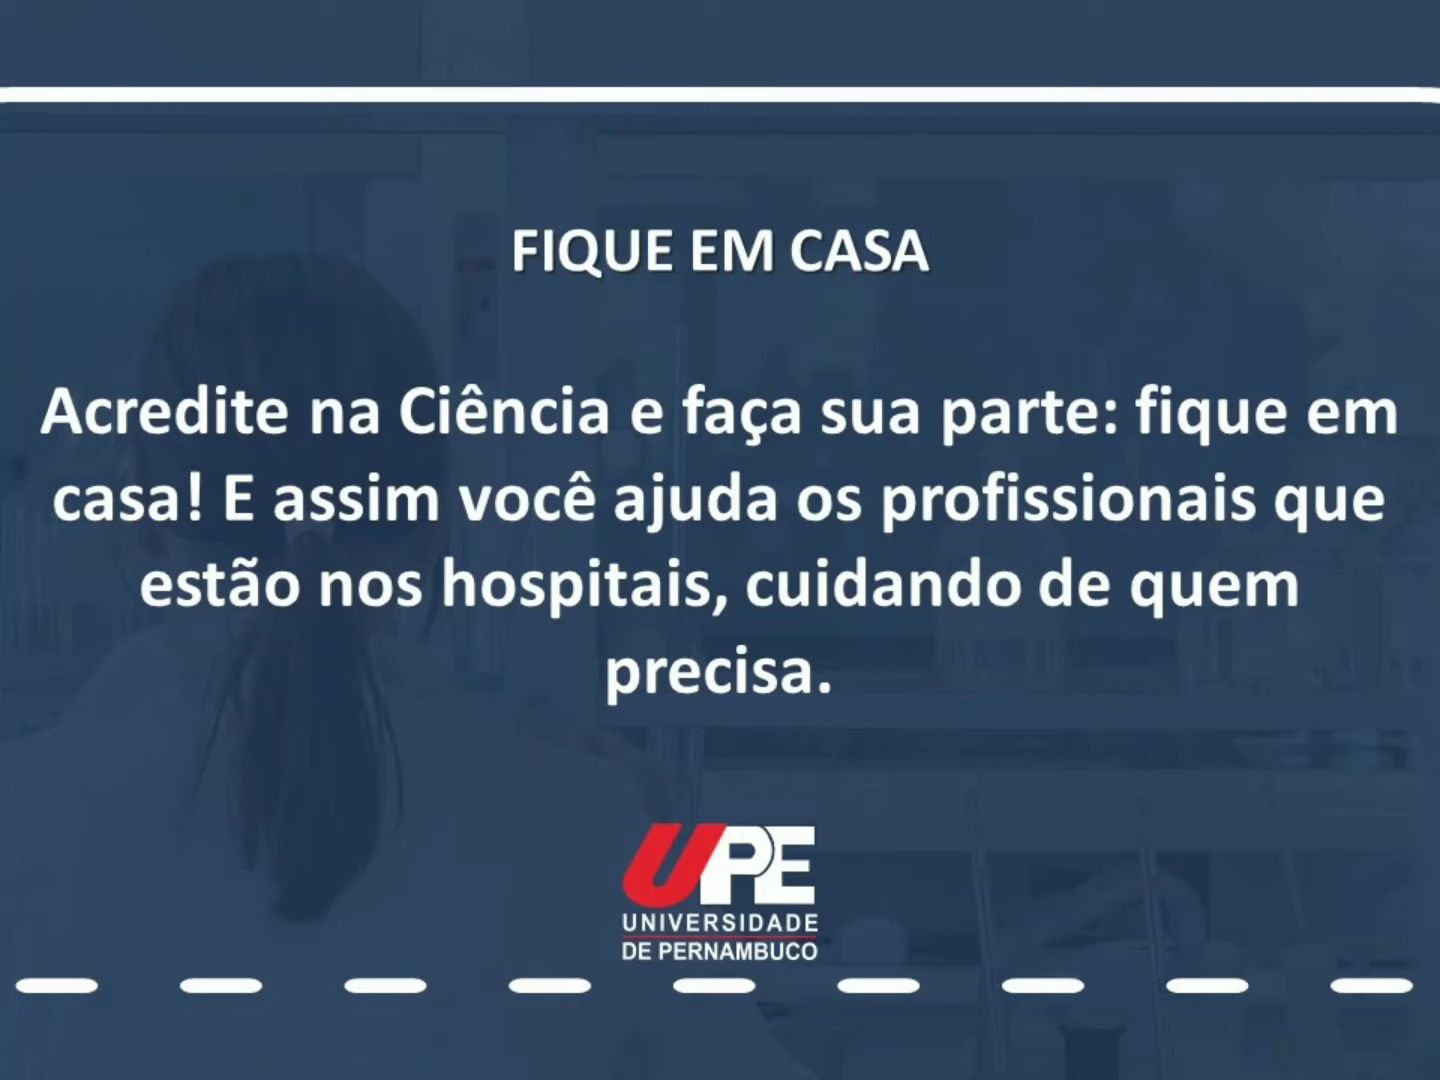 FIQUE EM CASA
Acredite na Ciência e faça sua parte: fique em
casa! E assim você ajuda os profissionais que
estão nos hospitais, cuidando de quem
precisa.
UPE
UNIVERSIDADE
DE PERNAMBUCO